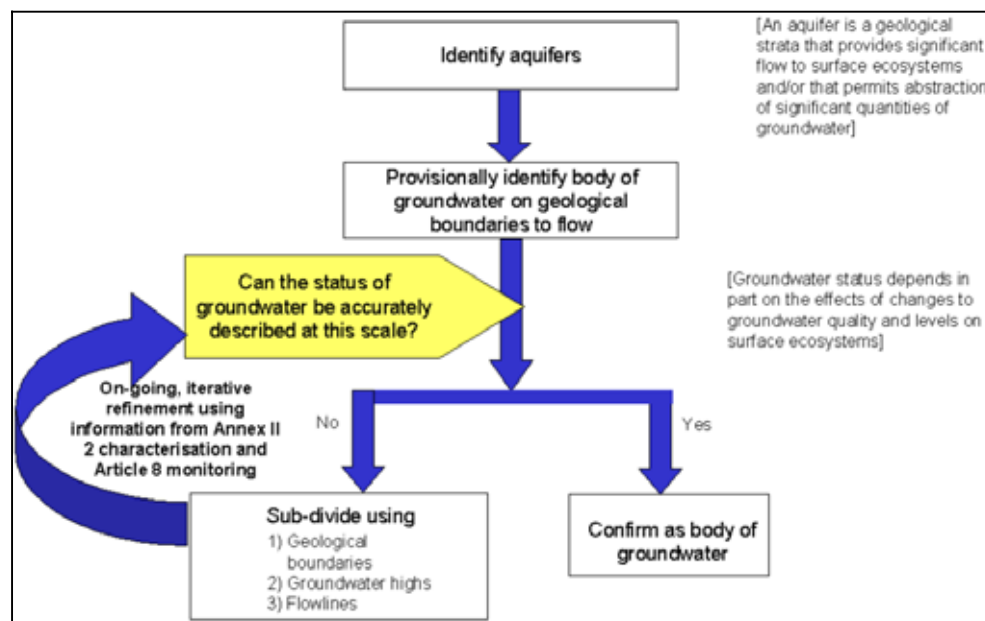 Identify aquifers
[An aquifer is a geological
strata that provides significant
flow to surface ecosystems
and/or that permits abstraction
of significant quantities of
groundwater]
Provisionally identify body of
groundwater on geological
boundaries to flow
Can the status of
groundwater be accurately
described at this scale?
[Groundwater status depends in
part on the effects of changes to
groundwater quality and levels on
surface ecosystems]
On-going, iterative
refinement using
information from Annex II
2 characterisation and
Article 8 monitoring
No
Yes
Sub-divide using
1) Geological
boundaries
2) Groundwater highs
3) Flowlines
Confirm as body of
groundwater